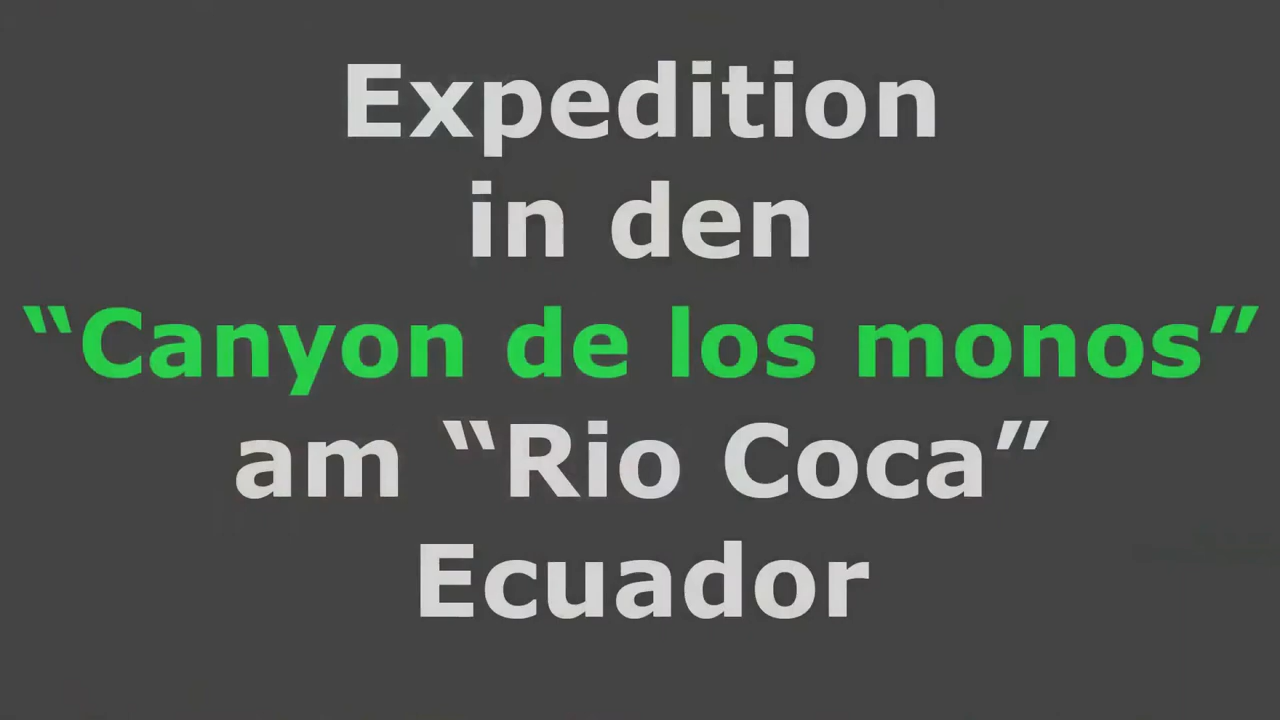 Expedition
in den
“Canyon de los monos”
am “Rio Coca”
Ecuador